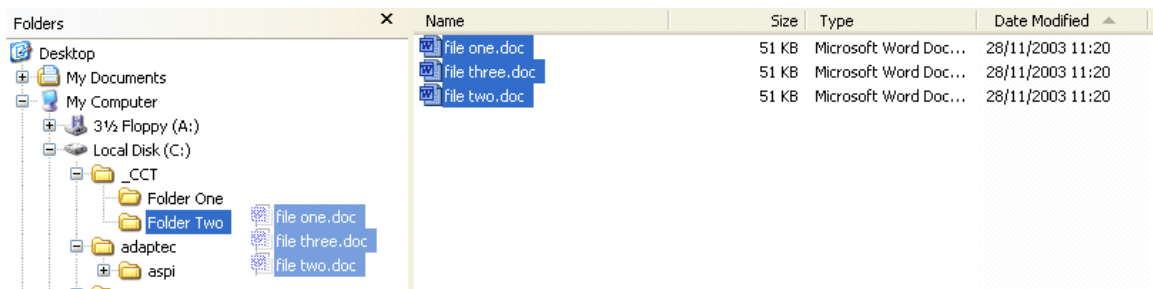 Folders
Desktop
My Documents
My Computer
3½ Floppy (A:)
Local Disk (C:)
_CCT
Folder One
Folder Two
adaptec
aspi
file one.doc
file three.doc
file two.doc
Name Size Type Date Modified
file one.doc 51 KB Microsoft Word Doc... 28/11/2003 11:20
file three.doc 51 KB Microsoft Word Doc... 28/11/2003 11:20
file two.doc 51 KB Microsoft Word Doc... 28/11/2003 11:20